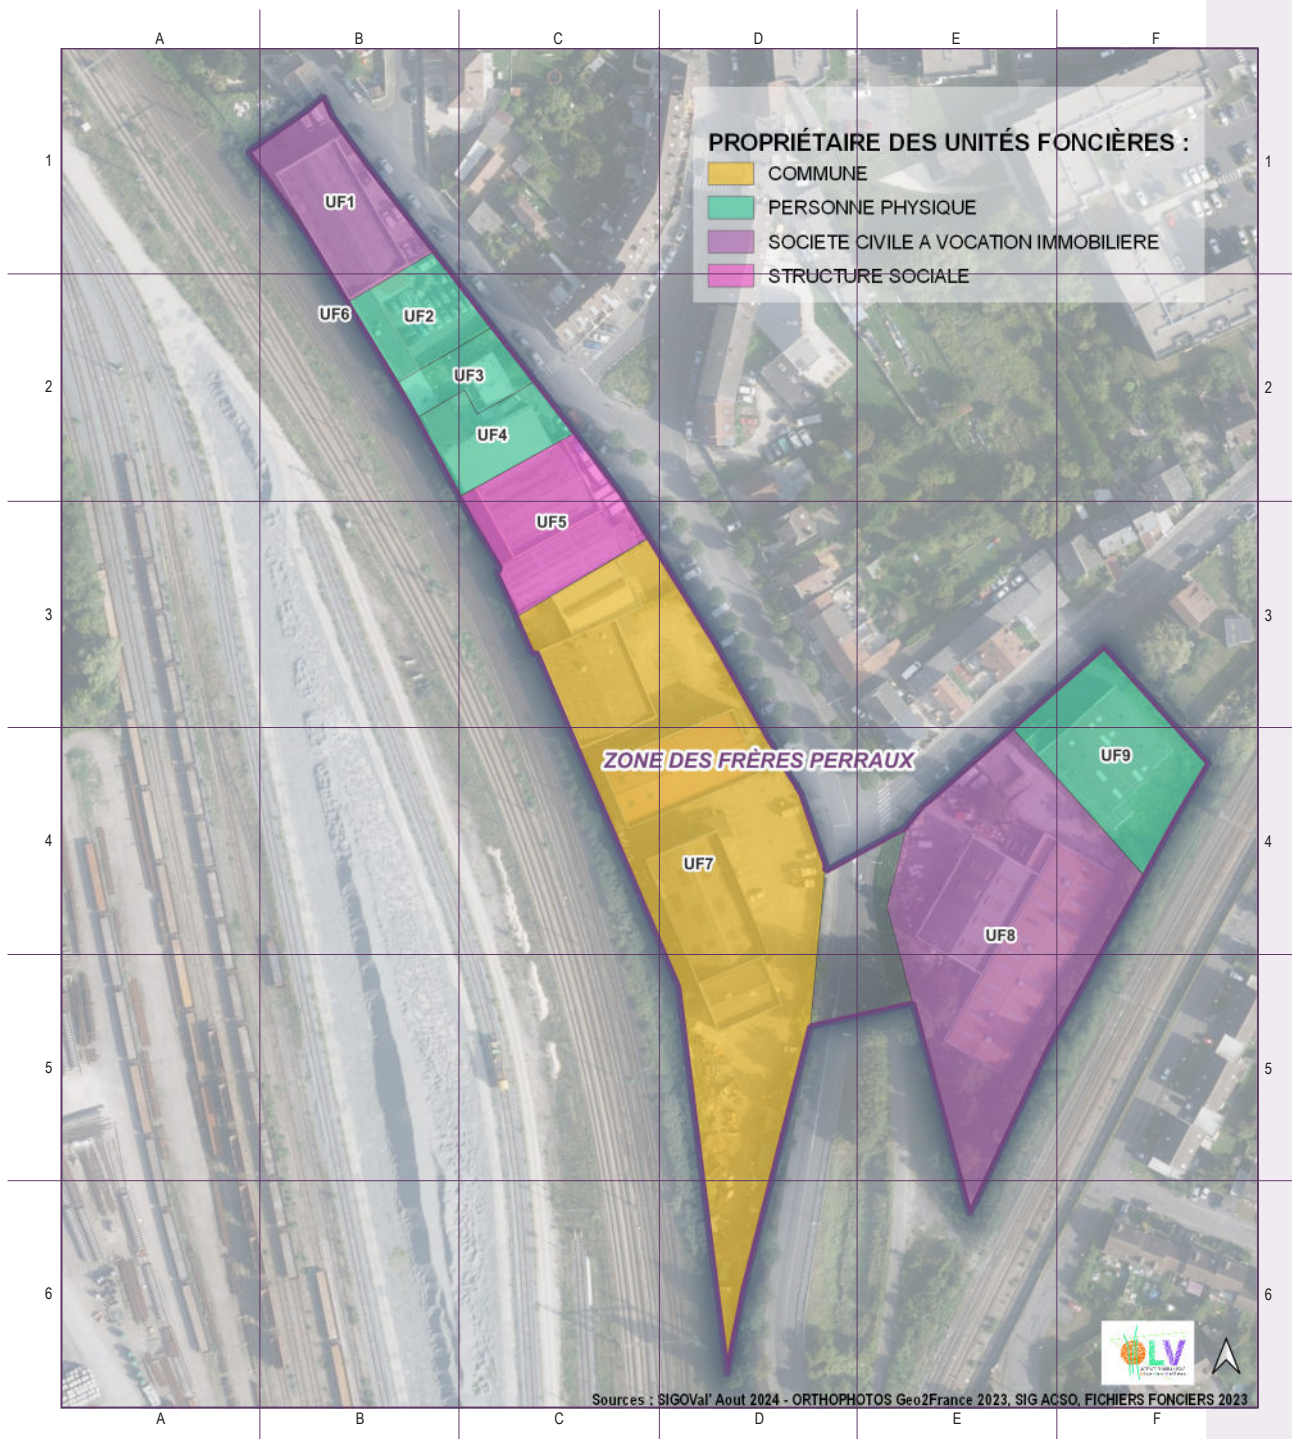 A B C D E F
PROPRIÉTAIRE DES UNITÉS FONCIÈRES :
COMMUNE
PERSONNE PHYSIQUE
SOCIETE CIVILE A VOCATION IMMOBILIERE
STRUCTURE SOCIALE
1 1
UF1
UF6
UF2
UF3
2 2
UF4
UF5
3 3
ZONE DES FRÈRES PERRAUX
UF9
4 4
UF7
UF8
5 5
6 6
LV
Sources : SIGOVal' Aout 2024 - ORTHOPHOTOS Geo2France 2023, SIG ACSO, FICHIERS FONCIERS 2023
A B C D E F